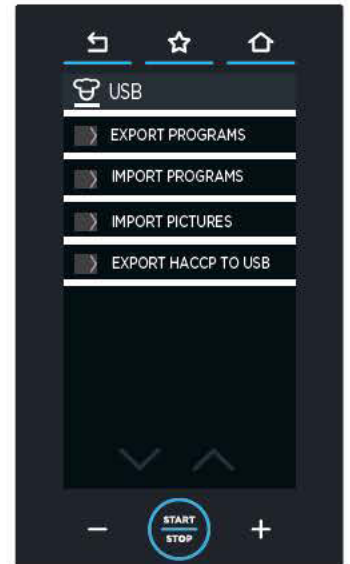 USB
EXPORT PROGRAMS
IMPORT PROGRAMS
IMPORT PICTURES
EXPORT HACCP TO USB
START
STOP